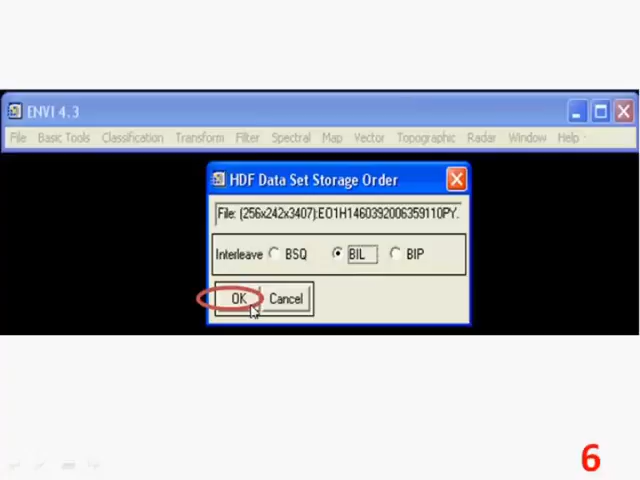 ENVI 4.3
File Basic Tools Classification Transform Filter Spectral Map Vector Topographic Radar Window Help
HDF Data Set Storage Order
File: (256x242x3407):EO1H1460392006359110PY.
Interleave BSQ BIL BIP
OK Cancel
6